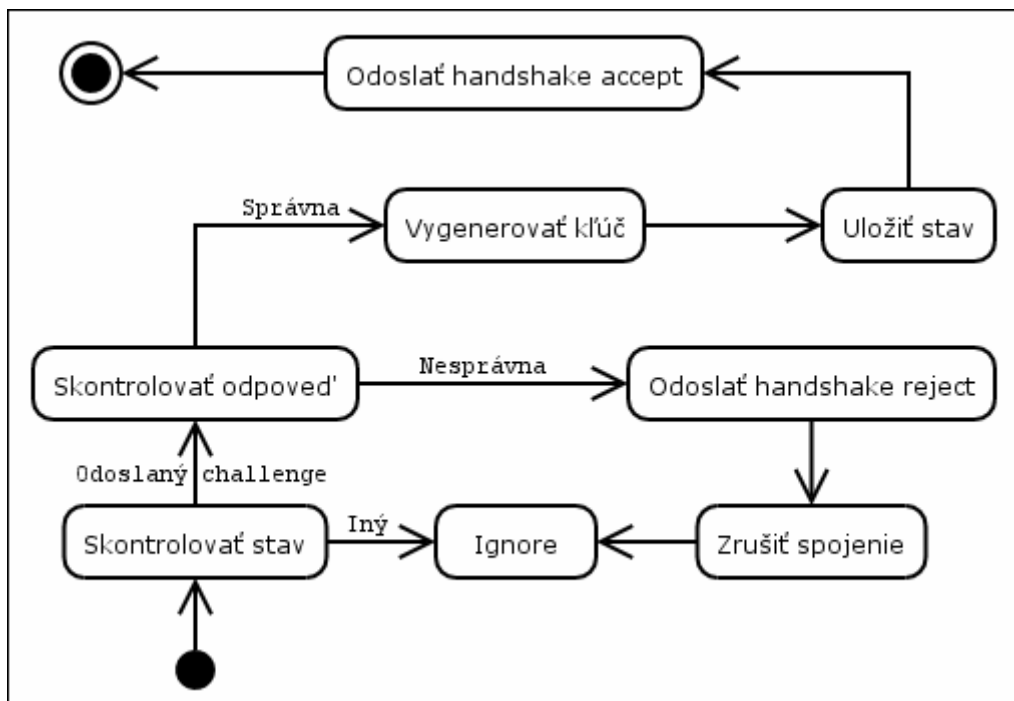 Odoslať handshake accept
Správna
Vygenerovať kľúč
Uložiť stav
Skontrolovať odpoveď
Nesprávna
Odoslať handshake reject
Odoslaný challenge
Skontrolovať stav
Iný
Ignore
Zrušiť spojenie